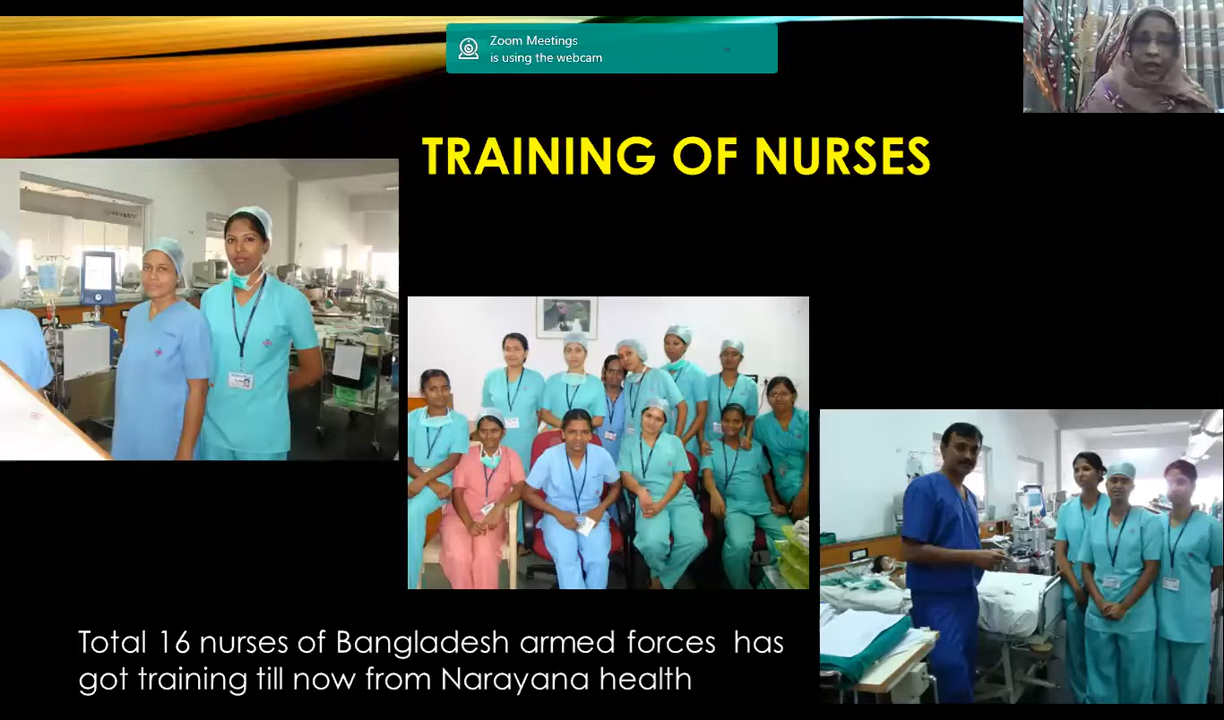 Zoom Meetings
is using the webcam
TRAINING OF NURSES
Total 16 nurses of Bangladesh armed forces has
got training till now from Narayana health